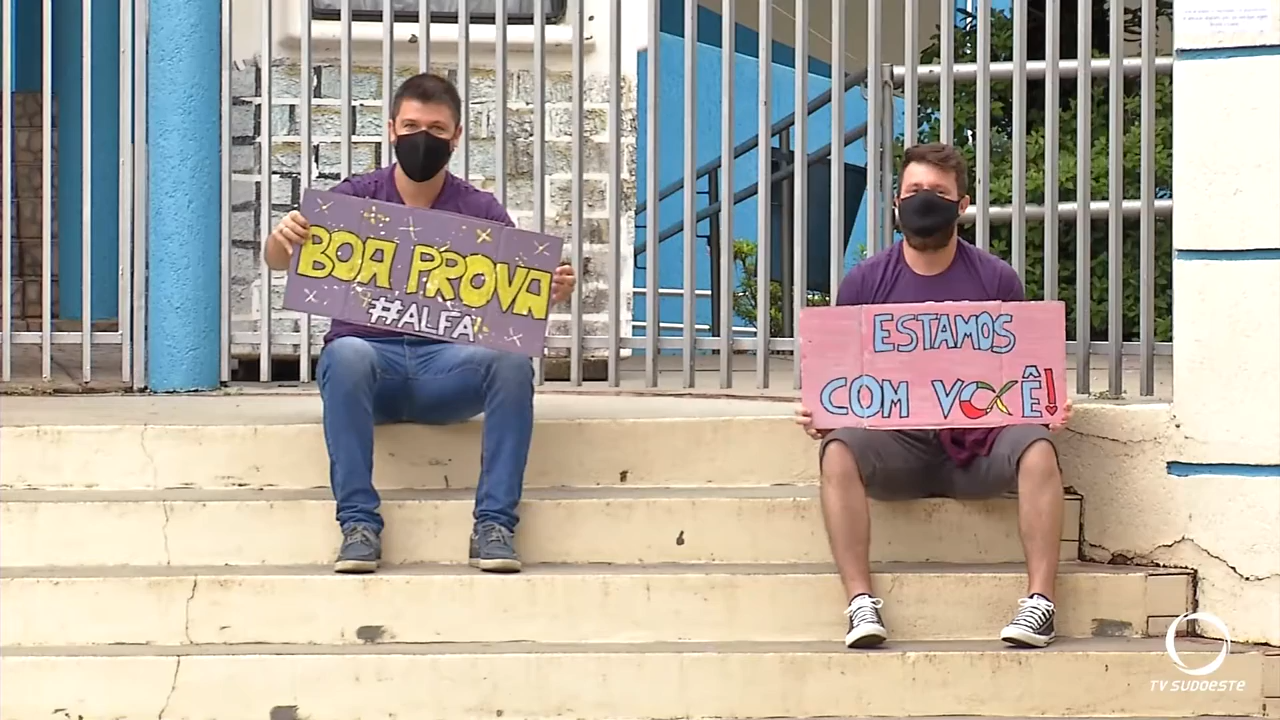 BOA PROVA
#ALFA
ESTAMOS
COM VOCÊ!
TV SUDOESTE